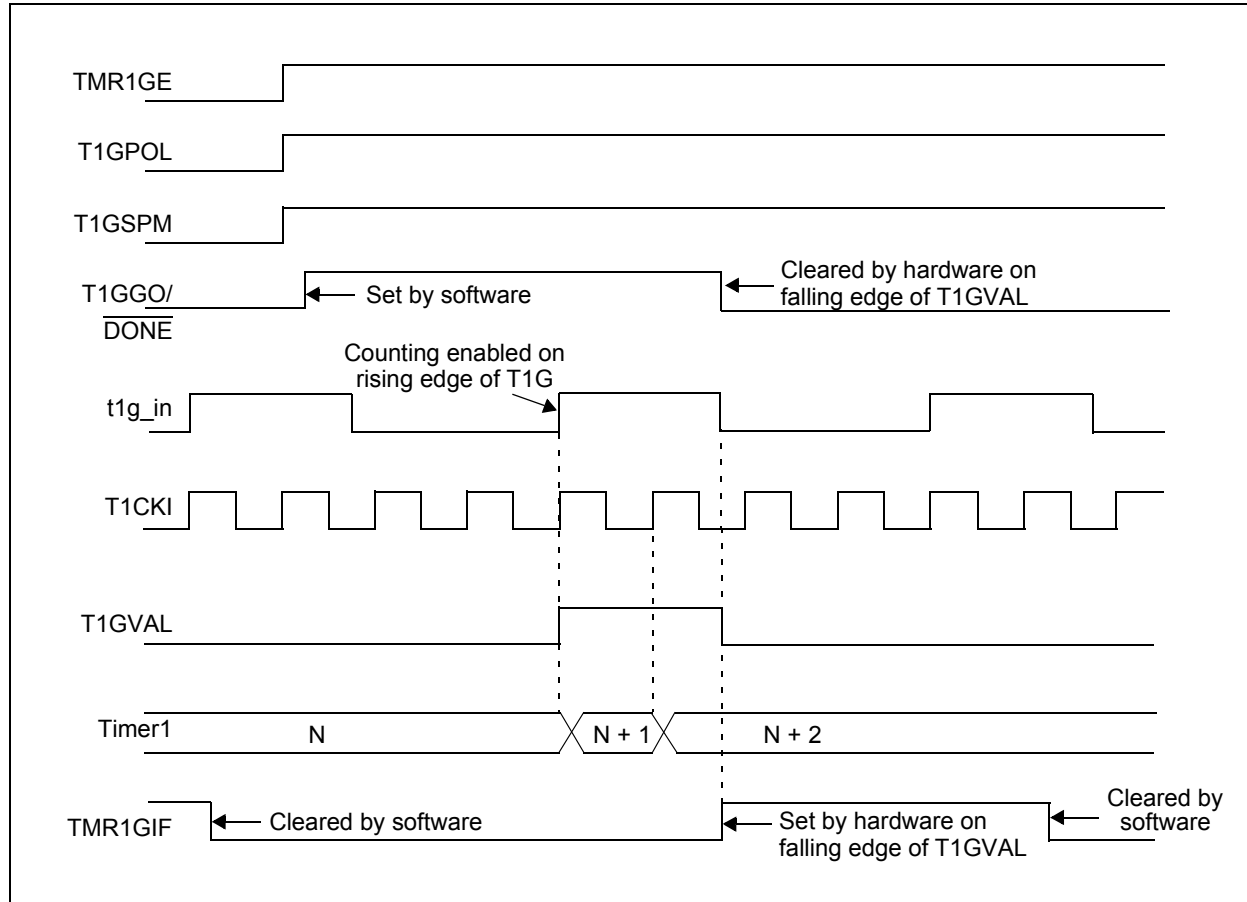 TMR1GE
T1GPOL
T1GSPM
T1GGO/
DONE
Set by software
Cleared by hardware on
falling edge of T1GVAL
Counting enabled on
rising edge of T1G
t1g_in
T1CKI
T1GVAL
Timer1
N
N + 1
N + 2
TMR1GIF
Cleared by software
Set by hardware on
falling edge of T1GVAL
Cleared by
software